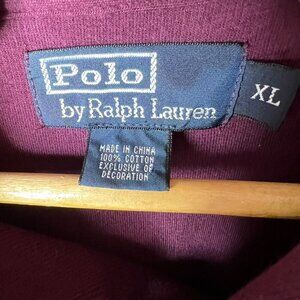 Polo
by Ralph Lauren
XL
MADE IN CHINA
100% COTTON
EXCLUSIVE OF
DECORATION